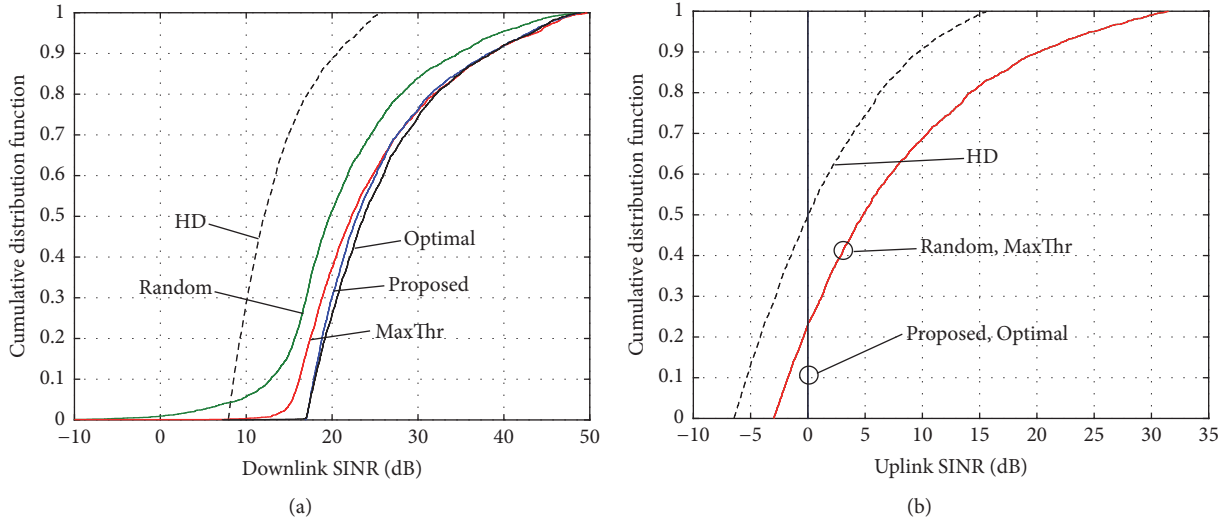 Cumulative distribution function
1
0.9
0.8
0.7
0.6
0.5
0.4
0.3
0.2
0.1
0
HD
Random
Optimal
Proposed
MaxThr
−10
0
10
20
30
40
50
Downlink SINR (dB)
(a)
Cumulative distribution function
1
0.9
0.8
0.7
0.6
0.5
0.4
0.3
0.2
0.1
0
HD
Random, MaxThr
Proposed, Optimal
−10
−5
0
5
10
15
20
25
30
35
Uplink SINR (dB)
(b)